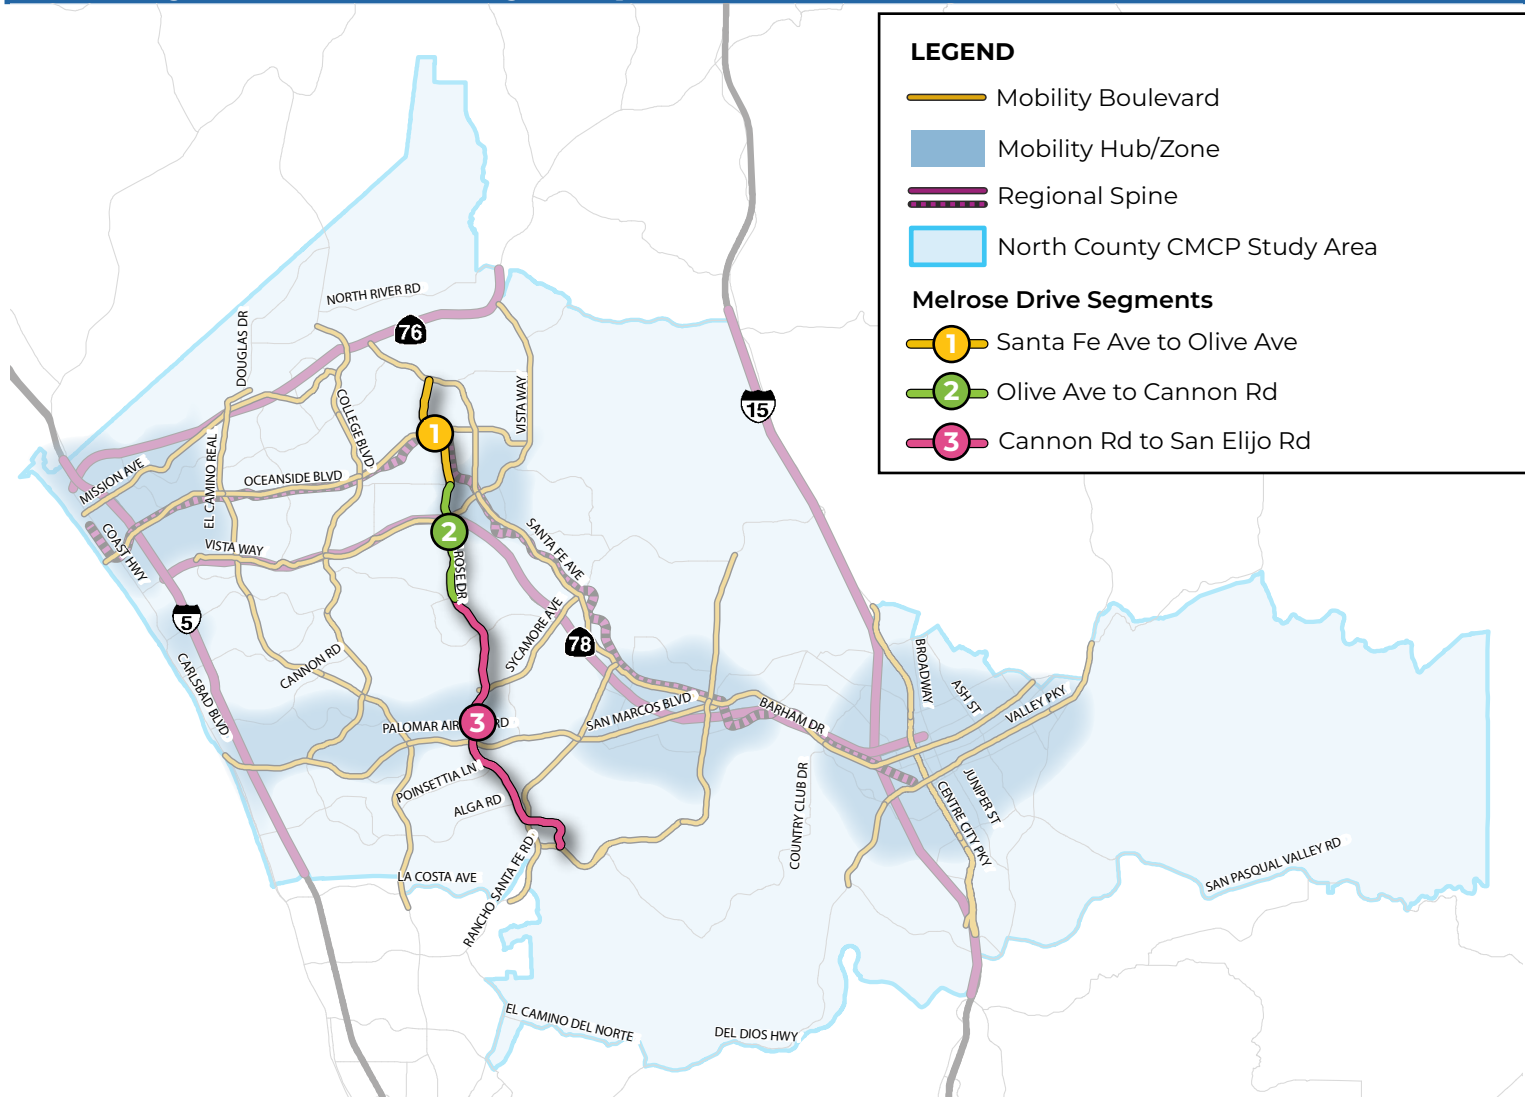 LEGEND
Mobility Boulevard
Mobility Hub/Zone
Regional Spine
North County CMCP Study Area
Melrose Drive Segments
1 Santa Fe Ave to Olive Ave
2 Olive Ave to Cannon Rd
3 Cannon Rd to San Elijo Rd
NORTH RIVER RD
76
DOUGLAS DR
15
COLLEGE BLVD
VISTA WAY
1
EL CAMINO REAL
MISSION AVE
OCEANSIDE BLVD
COAST HWY
2
SANTA FE AVE
VISTA WAY
ROSE DR
5
SYCAMORE AVE
78
CANNON RD
CARLSBAD BLVD
BROADWAY
ASH ST
VALLEY PKY
PALOMAR AIR
3
RD
SAN MARCOS BLVD
BARHAM DR
POINSETTIA LN
ALGA RD
COUNTRY CLUB DR
JUNIPER ST
CENTRE CITY PKY
LA COSTA AVE
RANCHO SANTA FE RD
SAN PASQUAL VALLEY RD
EL CAMINO DEL NORTE
DEL DIOS HWY